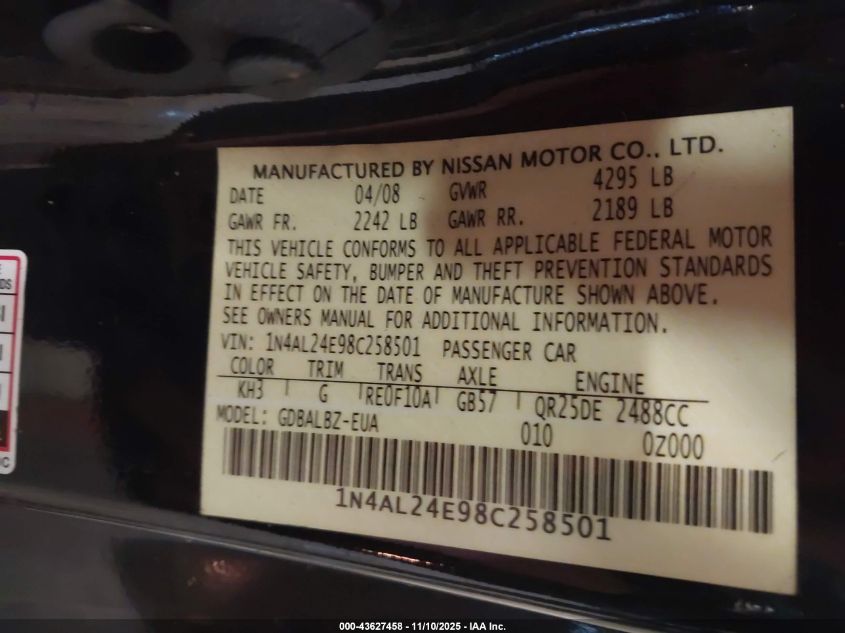 MANUFACTURED BY NISSAN MOTOR CO., LTD.
DATE 04/08 GVWR 4295 LB
GAWR FR. 2242 LB GAWR RR. 2189 LB
THIS VEHICLE CONFORMS TO ALL APPLICABLE FEDERAL MOTOR
VEHICLE SAFETY, BUMPER AND THEFT PREVENTION STANDARDS
IN EFFECT ON THE DATE OF MANUFACTURE SHOWN ABOVE.
SEE OWNERS MANUAL FOR ADDITIONAL INFORMATION.
VIN: 1N4AL24E98C258501 PASSENGER CAR
COLOR TRIM TRANS AXLE ENGINE
KH3 G RE0F10A GB57 QR25DE 2488CC
MODEL: GDBALBZ-EUA 010 0Z000
1N4AL24E98C258501
000-43627458 - 11/10/2025 - IAA Inc.